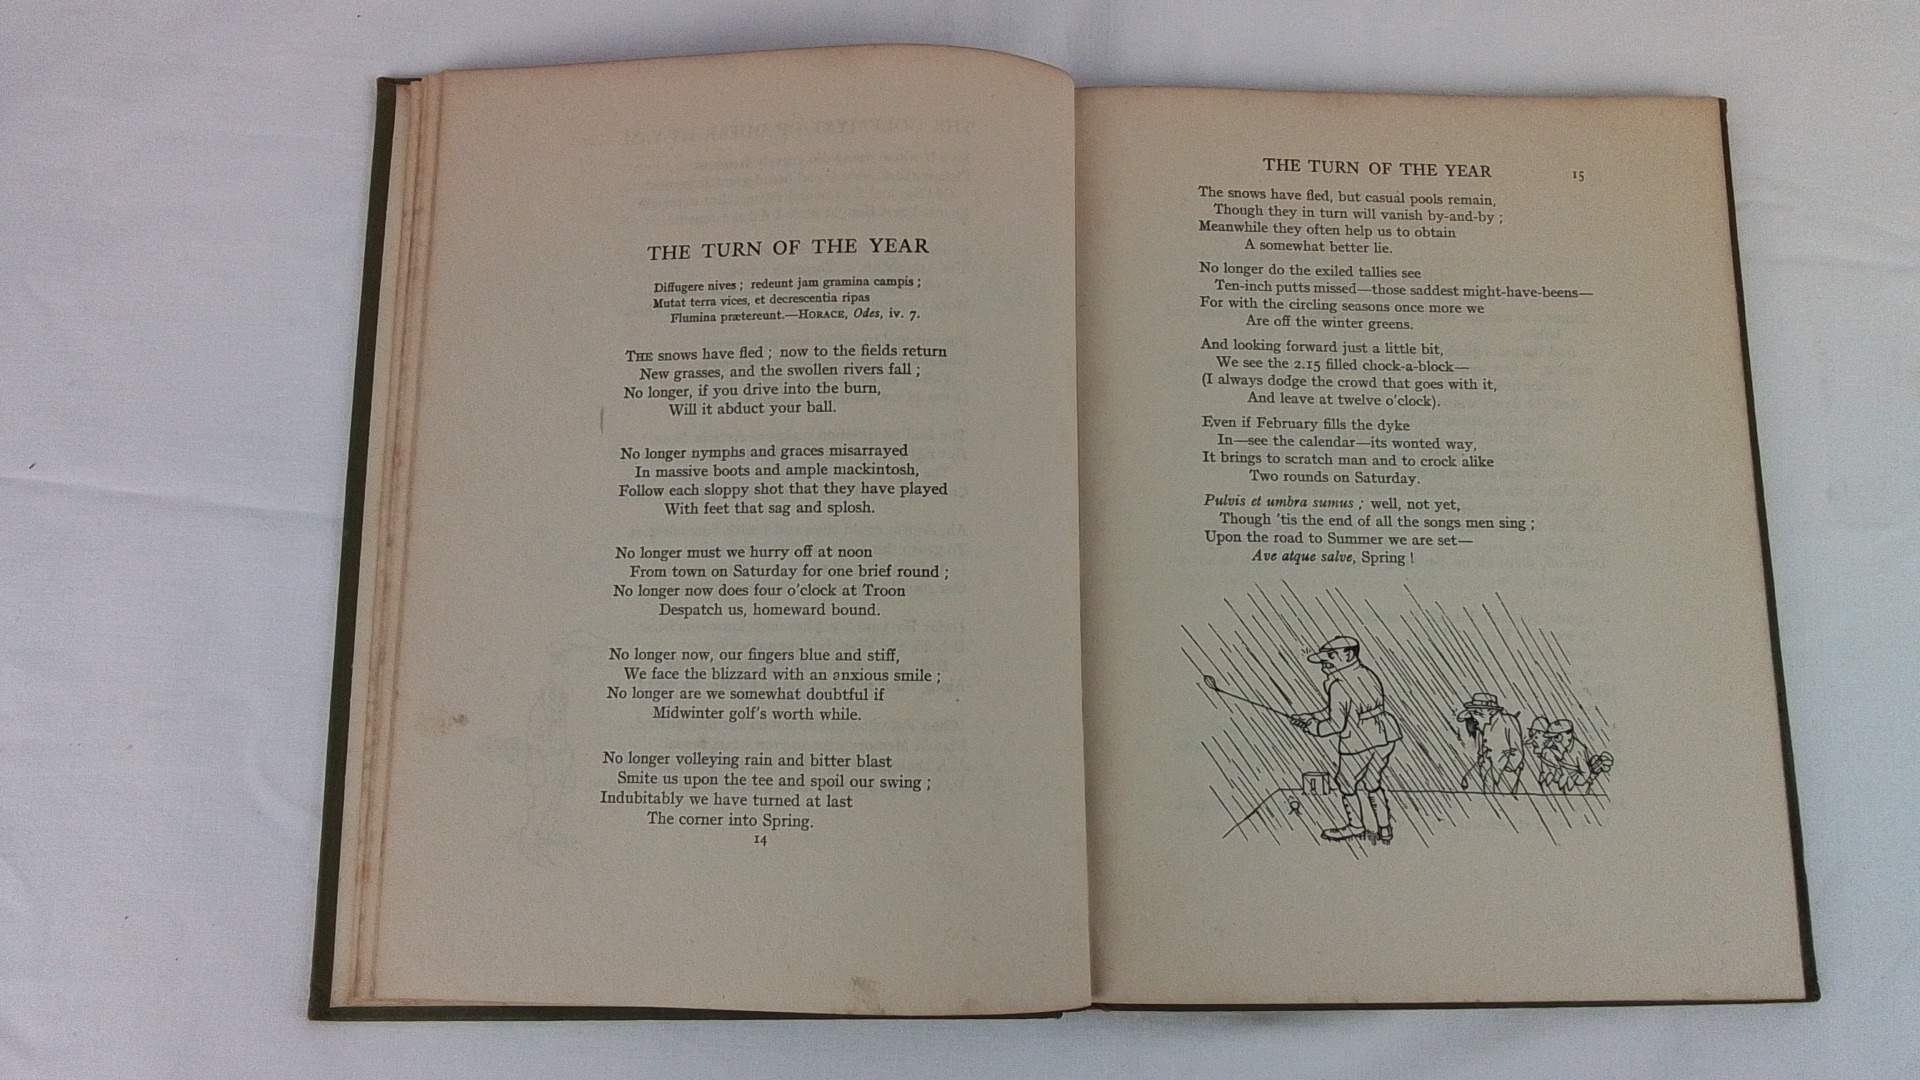 THE TURN OF THE YEAR
Diffugere nives ; redeunt jam gramina campis ;
Mutat terra vices, et decrescentia ripas
Flumina prætereunt.—HORACE, Odes, iv. 7.
THE snows have fled ; now to the fields return
New grasses, and the swollen rivers fall ;
No longer, if you drive into the burn,
Will it abduct your ball.
No longer nymphs and graces misarrayed
In massive boots and ample mackintosh,
Follow each sloppy shot that they have played
With feet that sag and splosh.
No longer must we hurry off at noon
From town on Saturday for one brief round ;
No longer now does four o'clock at Troon
Despatch us, homeward bound.
No longer now, our fingers blue and stiff,
We face the blizzard with an anxious smile ;
No longer are we somewhat doubtful if
Midwinter golf's worth while.
No longer volleying rain and bitter blast
Smite us upon the tee and spoil our swing ;
Indubitably we have turned at last
The corner into Spring.
14
THE TURN OF THE YEAR 15
The snows have fled, but casual pools remain,
Though they in turn will vanish by-and-by ;
Meanwhile they often help us to obtain
A somewhat better lie.
No longer do the exiled tallies see
Ten-inch putts missed—those saddest might-have-beens—
For with the circling seasons once more we
Are off the winter greens.
And looking forward just a little bit,
We see the 2.15 filled chock-a-block—
(I always dodge the crowd that goes with it,
And leave at twelve o'clock).
Even if February fills the dyke
In—see the calendar—its wonted way,
It brings to scratch man and to crock alike
Two rounds on Saturday.
Pulvis et umbra sumus ; well, not yet,
Though 'tis the end of all the songs men sing ;
Upon the road to Summer we are set—
Ave atque salve, Spring !